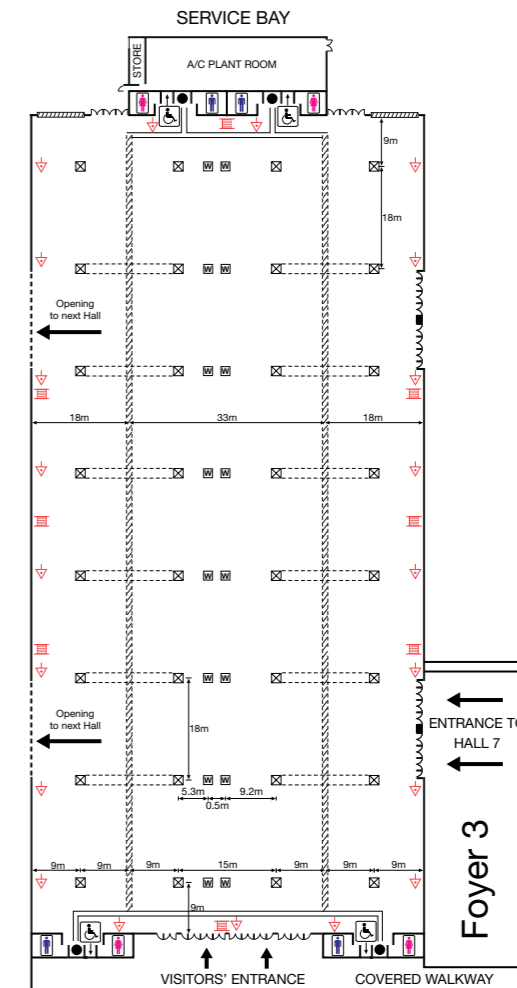 SERVICE BAY
STORE
A/C PLANT ROOM
9m
W W
18m
W W
Opening
to next Hall
W W
18m
33m
18m
W W
W W
W W
Opening
to next Hall
18m
ENTRANCE TO
HALL 7
W W
5.3m
9.2m
0.5m
Foyer 3
9m
9m
9m
15m
9m
9m
9m
W W
9m
VISITORS' ENTRANCE
COVERED WALKWAY